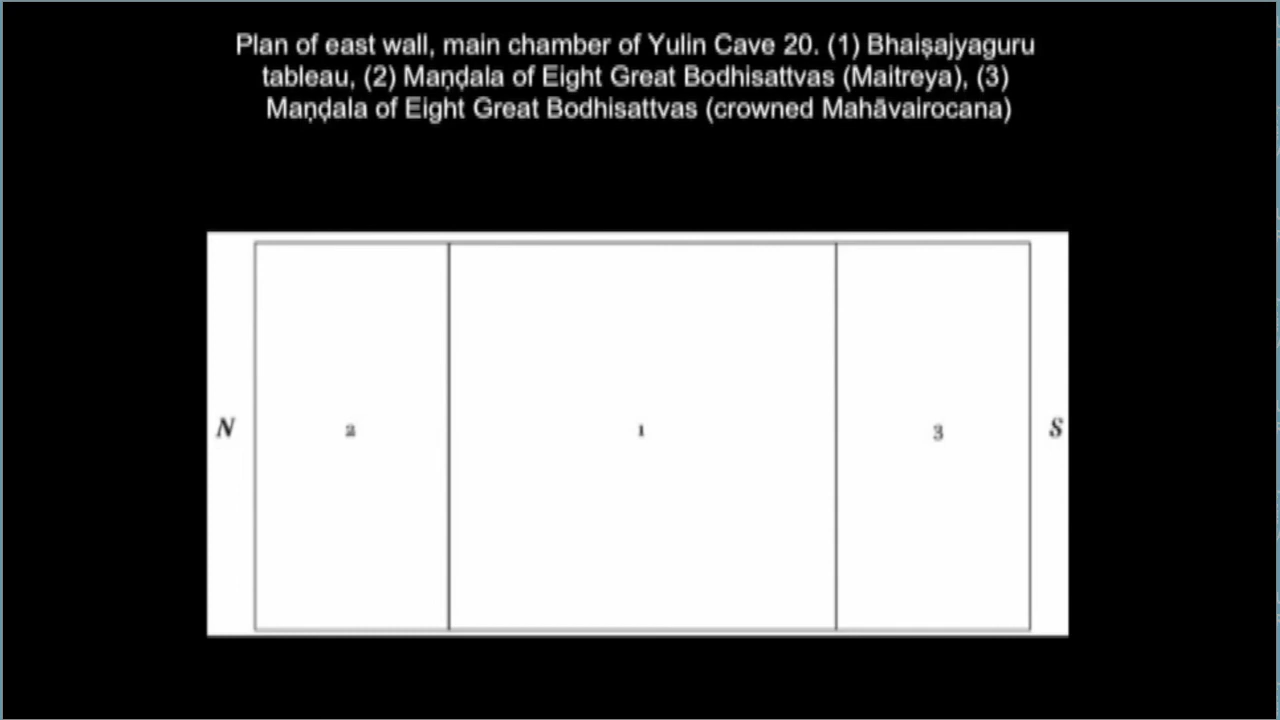 Plan of east wall, main chamber of Yulin Cave 20. (1) Bhaiṣajyaguru
tableau, (2) Maṇḍala of Eight Great Bodhisattvas (Maitreya), (3)
Maṇḍala of Eight Great Bodhisattvas (crowned Mahāvairocana)
N 2 1 3 S